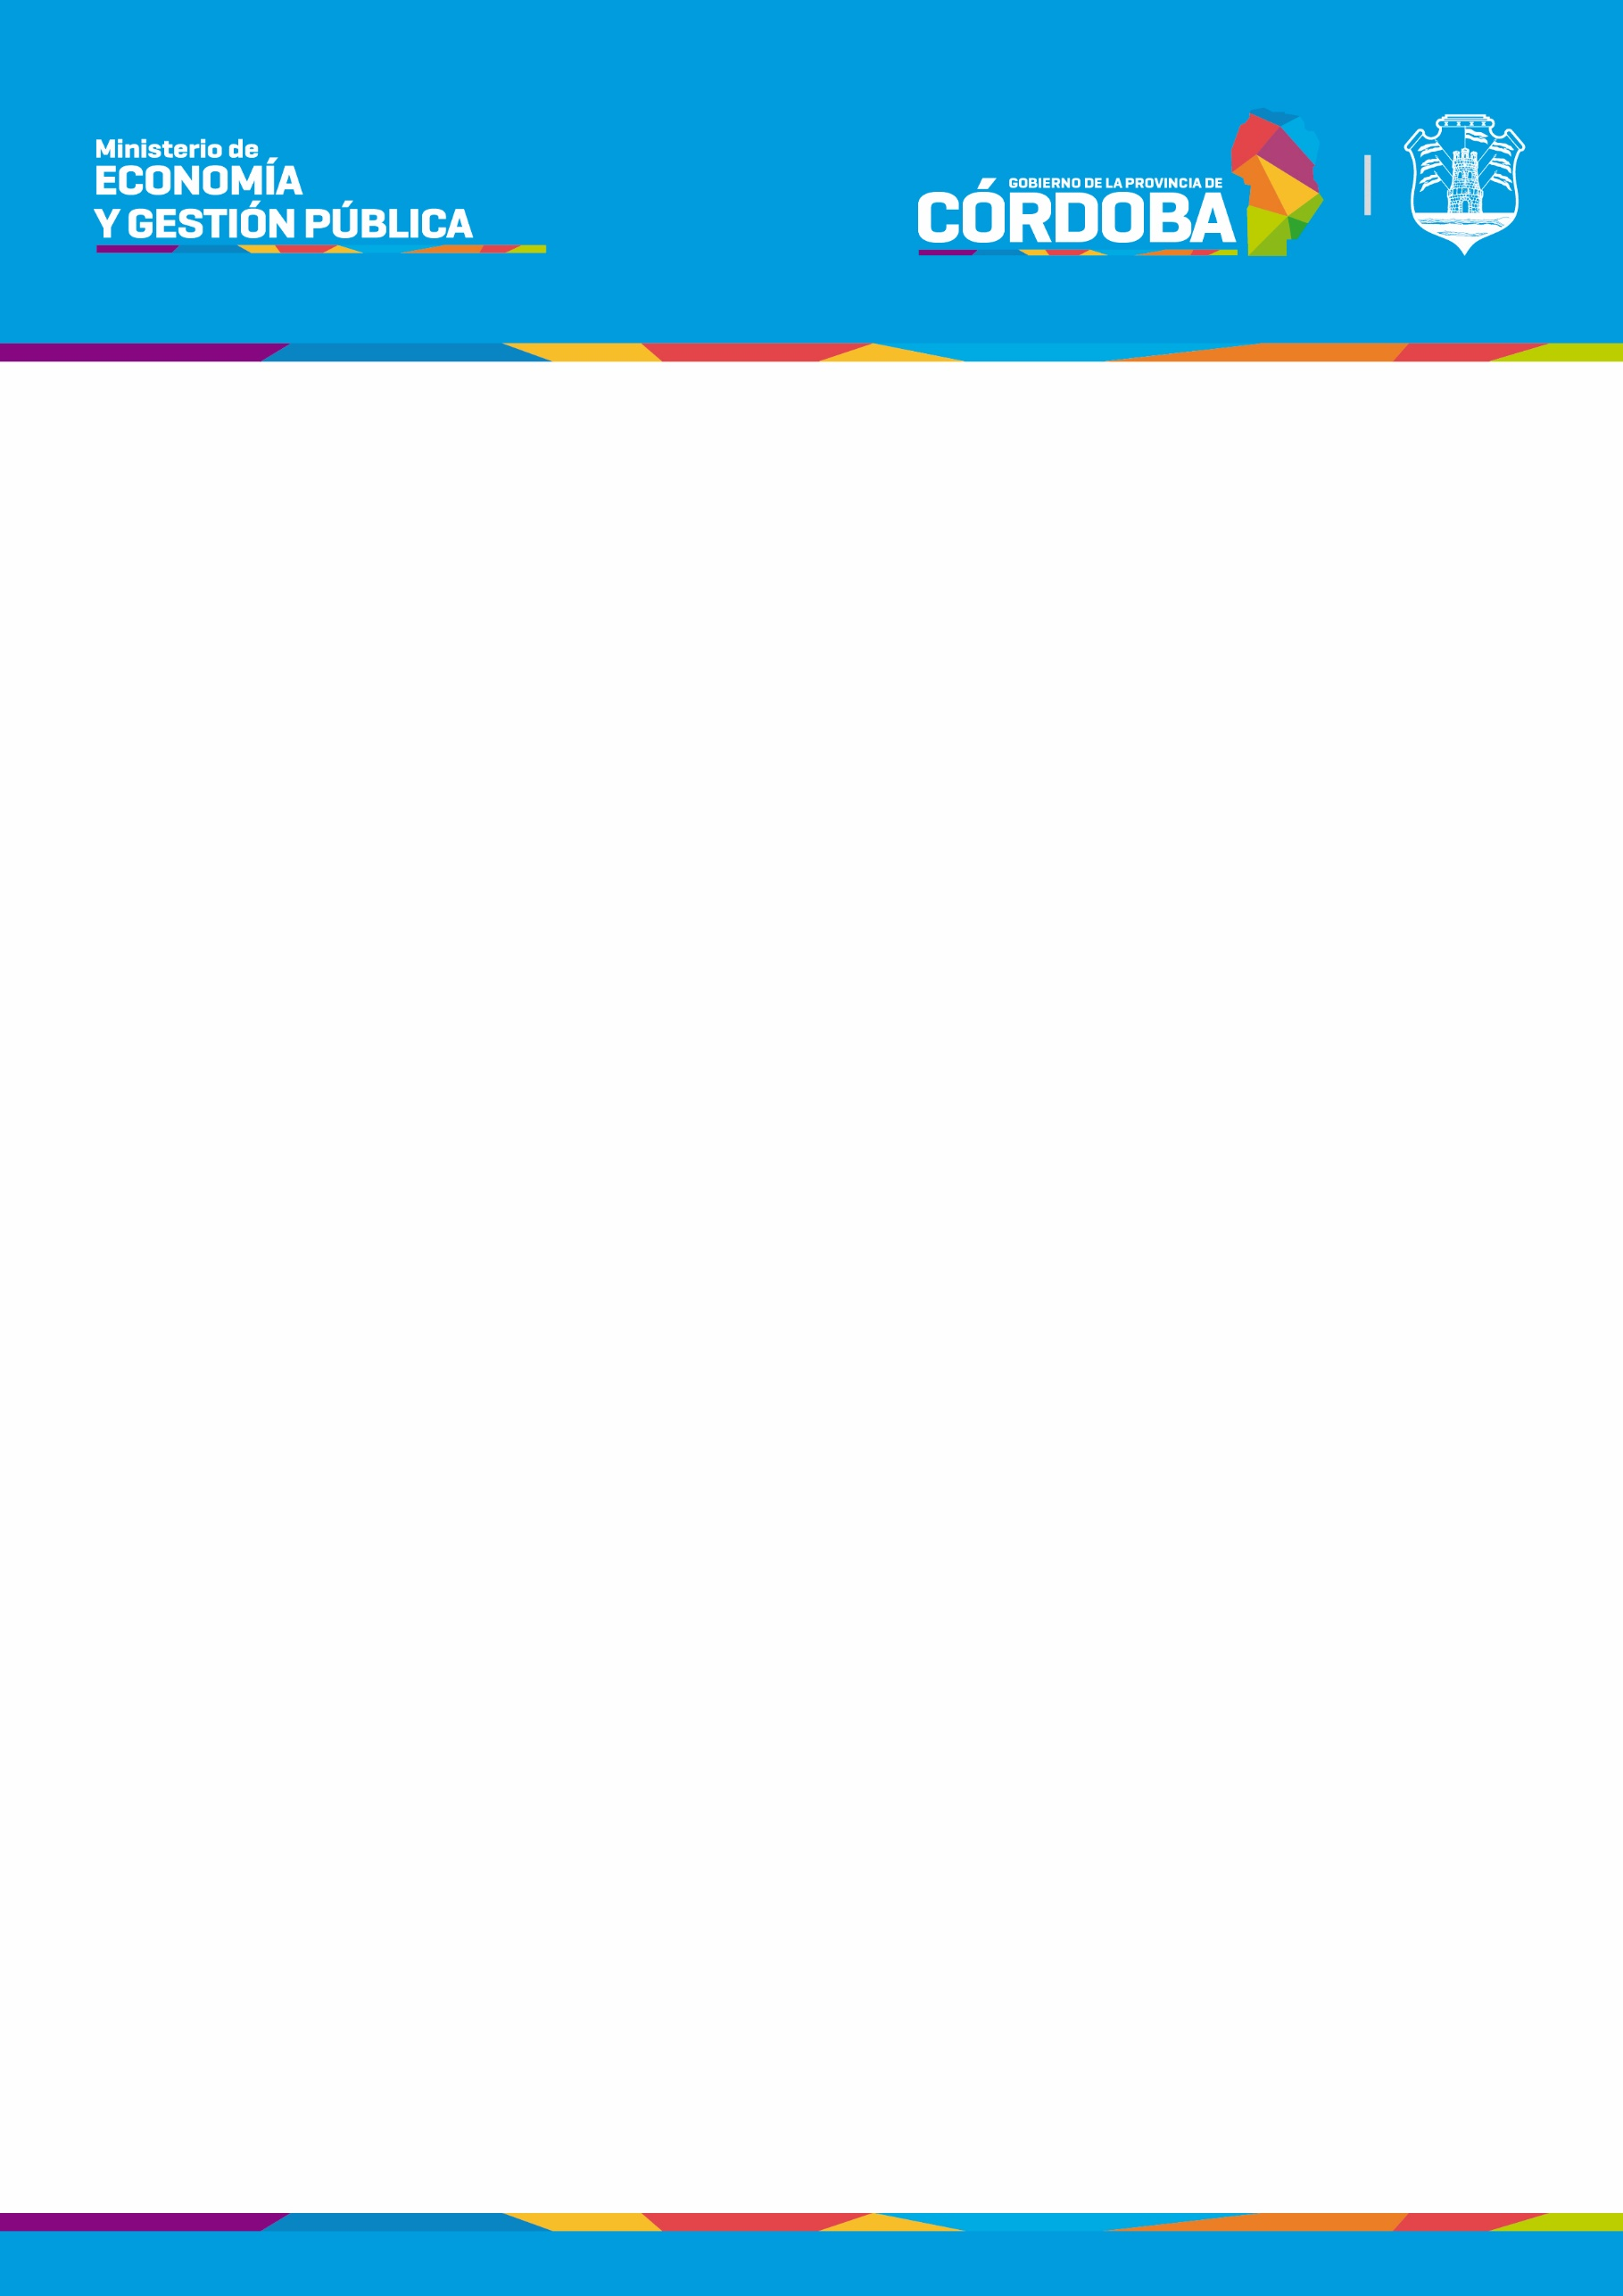 Ministerio de
ECONOMÍA
Y GESTIÓN PÚBLICA
GOBIERNO DE LA PROVINCIA DE
CÓRDOBA